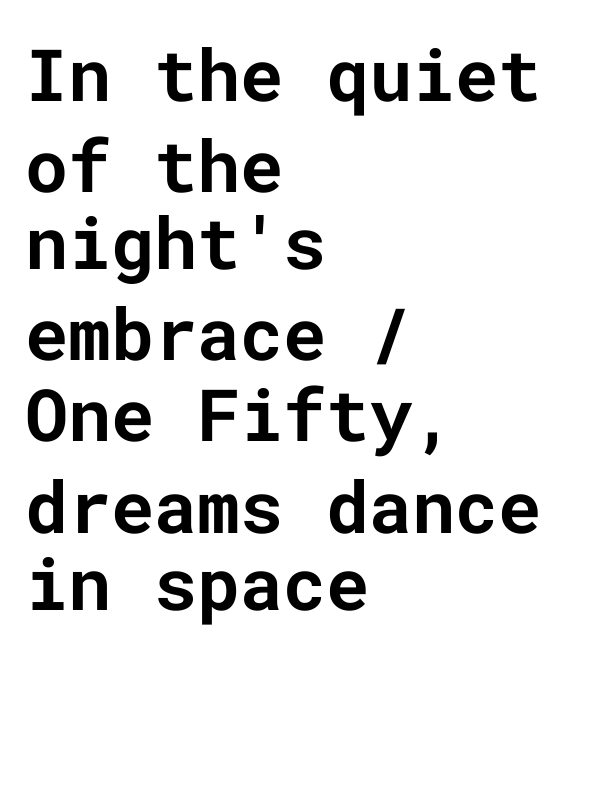 In the quiet
of the
night's
embrace /
One Fifty,
dreams dance
in space